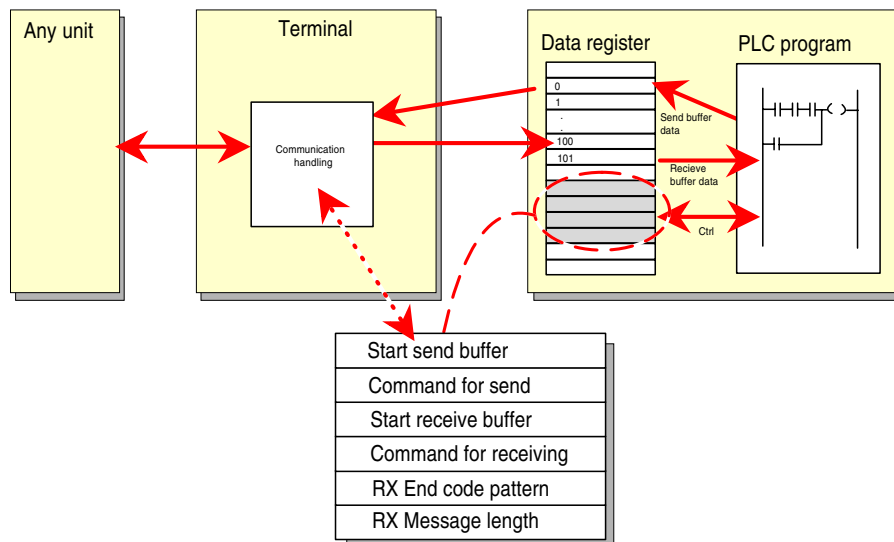 Any unit
Terminal
Data register
PLC program
Communication
handling
0
1
.
.
100
101
Send buffer
data
Recieve
buffer data
Ctrl
Start send buffer
Command for send
Start receive buffer
Command for receiving
RX End code pattern
RX Message length